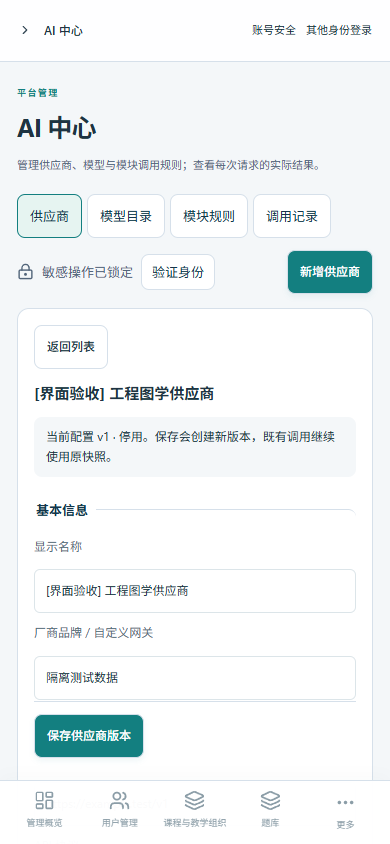 AI 中心
账号安全 其他身份登录
平台管理
AI 中心
管理供应商、模型与模块调用规则；查看每次请求的实际结果。
供应商 模型目录 模块规则 调用记录
敏感操作已锁定 验证身份 新增供应商
返回列表
[界面验收] 工程图学供应商
当前配置 v1 · 停用。保存会创建新版本，既有调用继续
使用原快照。
基本信息
显示名称
[界面验收] 工程图学供应商
厂商品牌 / 自定义网关
隔离测试数据
保存供应商版本
管理概览 用户管理 课程与教学组织 题库 更多